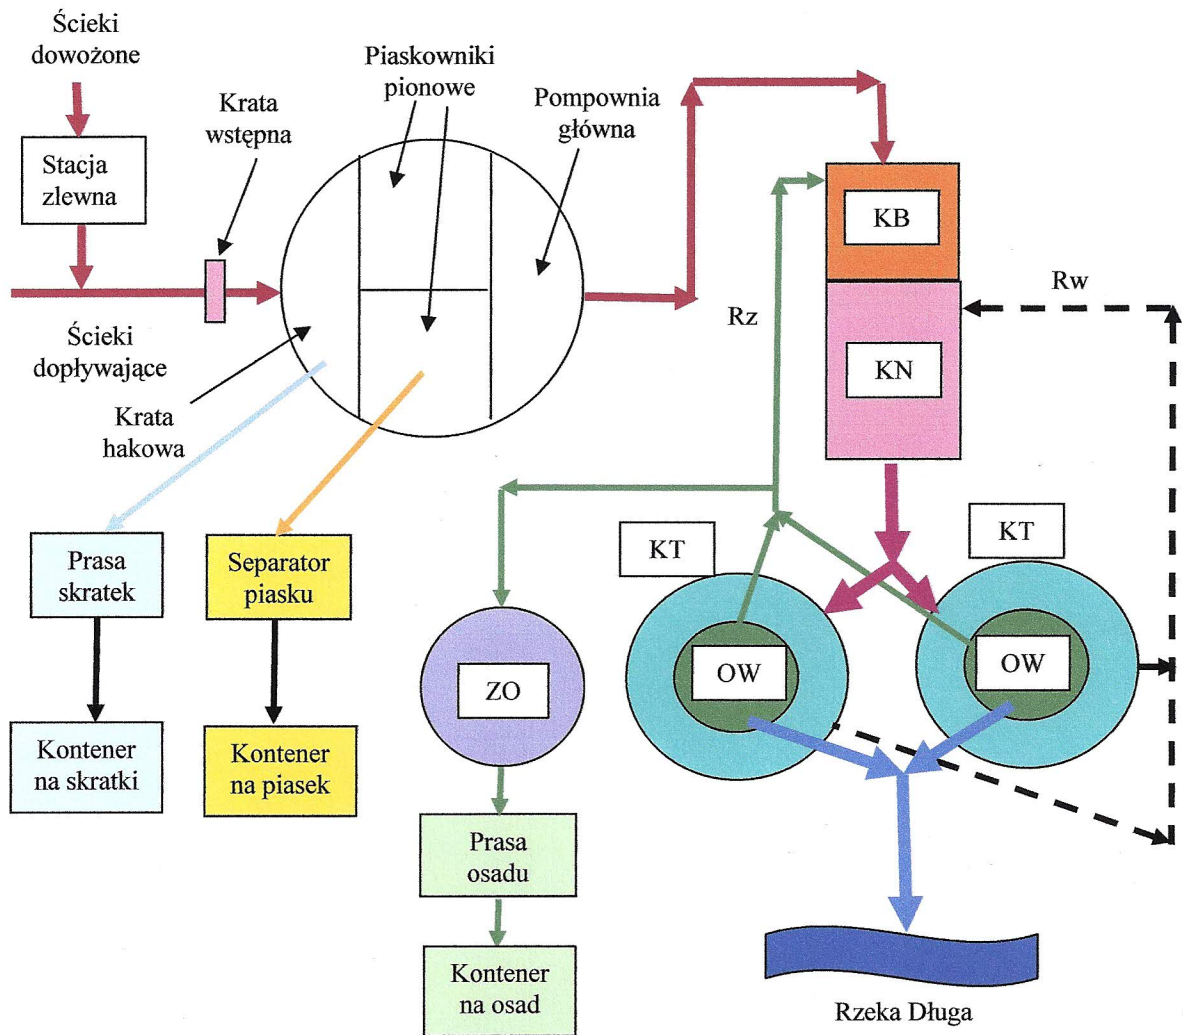 Ścieki
dowożone
Stacja
zlewna
Krata
wstępna
Piaskowniki
pionowe
Pompownia
główna
Ścieki
dopływające
Krata
hakowa
KB
KN
Rz
Rw
KT
KT
OW
OW
ZO
Prasa
skratek
Separator
piasku
Kontener
na skratki
Kontener
na piasek
Prasa
osadu
Kontener
na osad
Rzeka Długa